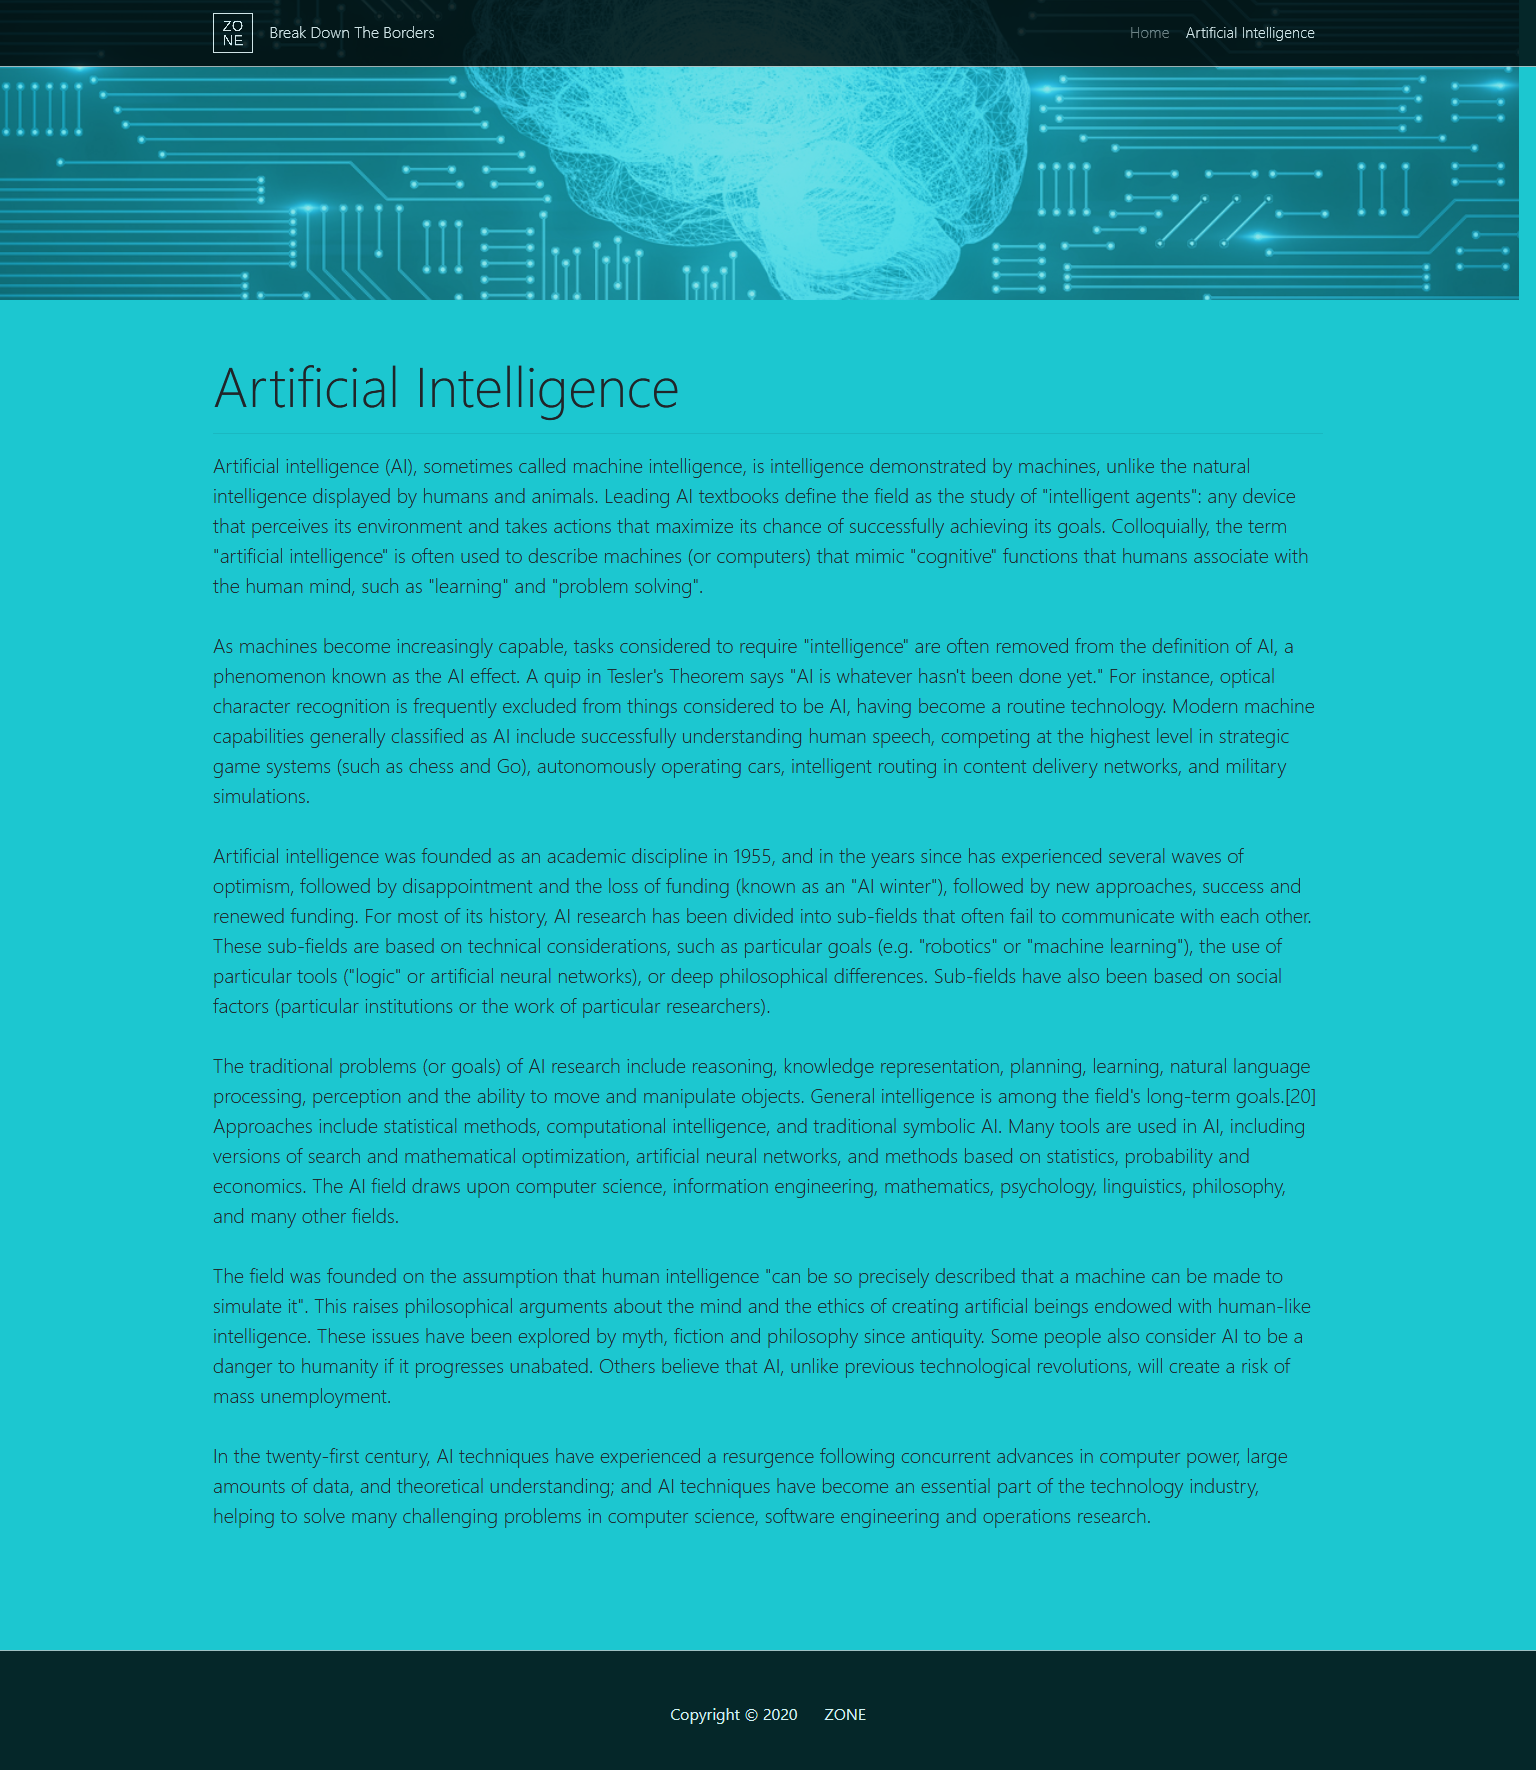 ZO
NE
Break Down The Borders
Home
Artificial Intelligence
Artificial Intelligence
Artificial intelligence (AI), sometimes called machine intelligence, is intelligence demonstrated by machines, unlike the natural
intelligence displayed by humans and animals. Leading AI textbooks define the field as the study of "intelligent agents": any device
that perceives its environment and takes actions that maximize its chance of successfully achieving its goals. Colloquially, the term
"artificial intelligence" is often used to describe machines (or computers) that mimic "cognitive" functions that humans associate with
the human mind, such as "learning" and "problem solving".
As machines become increasingly capable, tasks considered to require "intelligence" are often removed from the definition of AI, a
phenomenon known as the AI effect. A quip in Tesler's Theorem says "AI is whatever hasn't been done yet." For instance, optical
character recognition is frequently excluded from things considered to be AI, having become a routine technology. Modern machine
capabilities generally classified as AI include successfully understanding human speech, competing at the highest level in strategic
game systems (such as chess and Go), autonomously operating cars, intelligent routing in content delivery networks, and military
simulations.
Artificial intelligence was founded as an academic discipline in 1955, and in the years since has experienced several waves of
optimism, followed by disappointment and the loss of funding (known as an "AI winter"), followed by new approaches, success and
renewed funding. For most of its history, AI research has been divided into sub-fields that often fail to communicate with each other.
These sub-fields are based on technical considerations, such as particular goals (e.g. "robotics" or "machine learning"), the use of
particular tools ("logic" or artificial neural networks), or deep philosophical differences. Sub-fields have also been based on social
factors (particular institutions or the work of particular researchers).
The traditional problems (or goals) of AI research include reasoning, knowledge representation, planning, learning, natural language
processing, perception and the ability to move and manipulate objects. General intelligence is among the field's long-term goals.[20]
Approaches include statistical methods, computational intelligence, and traditional symbolic AI. Many tools are used in AI, including
versions of search and mathematical optimization, artificial neural networks, and methods based on statistics, probability and
economics. The AI field draws upon computer science, information engineering, mathematics, psychology, linguistics, philosophy,
and many other fields.
The field was founded on the assumption that human intelligence "can be so precisely described that a machine can be made to
simulate it". This raises philosophical arguments about the mind and the ethics of creating artificial beings endowed with human-like
intelligence. These issues have been explored by myth, fiction and philosophy since antiquity. Some people also consider AI to be a
danger to humanity if it progresses unabated. Others believe that AI, unlike previous technological revolutions, will create a risk of
mass unemployment.
In the twenty-first century, AI techniques have experienced a resurgence following concurrent advances in computer power, large
amounts of data, and theoretical understanding; and AI techniques have become an essential part of the technology industry,
helping to solve many challenging problems in computer science, software engineering and operations research.
Copyright © 2020 ZONE